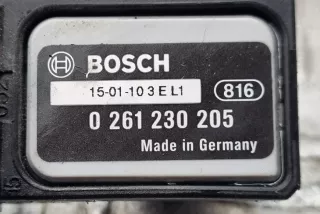 BOSCH
15-01-10 3 E L1
816
0 261 230 205
Made in Germany